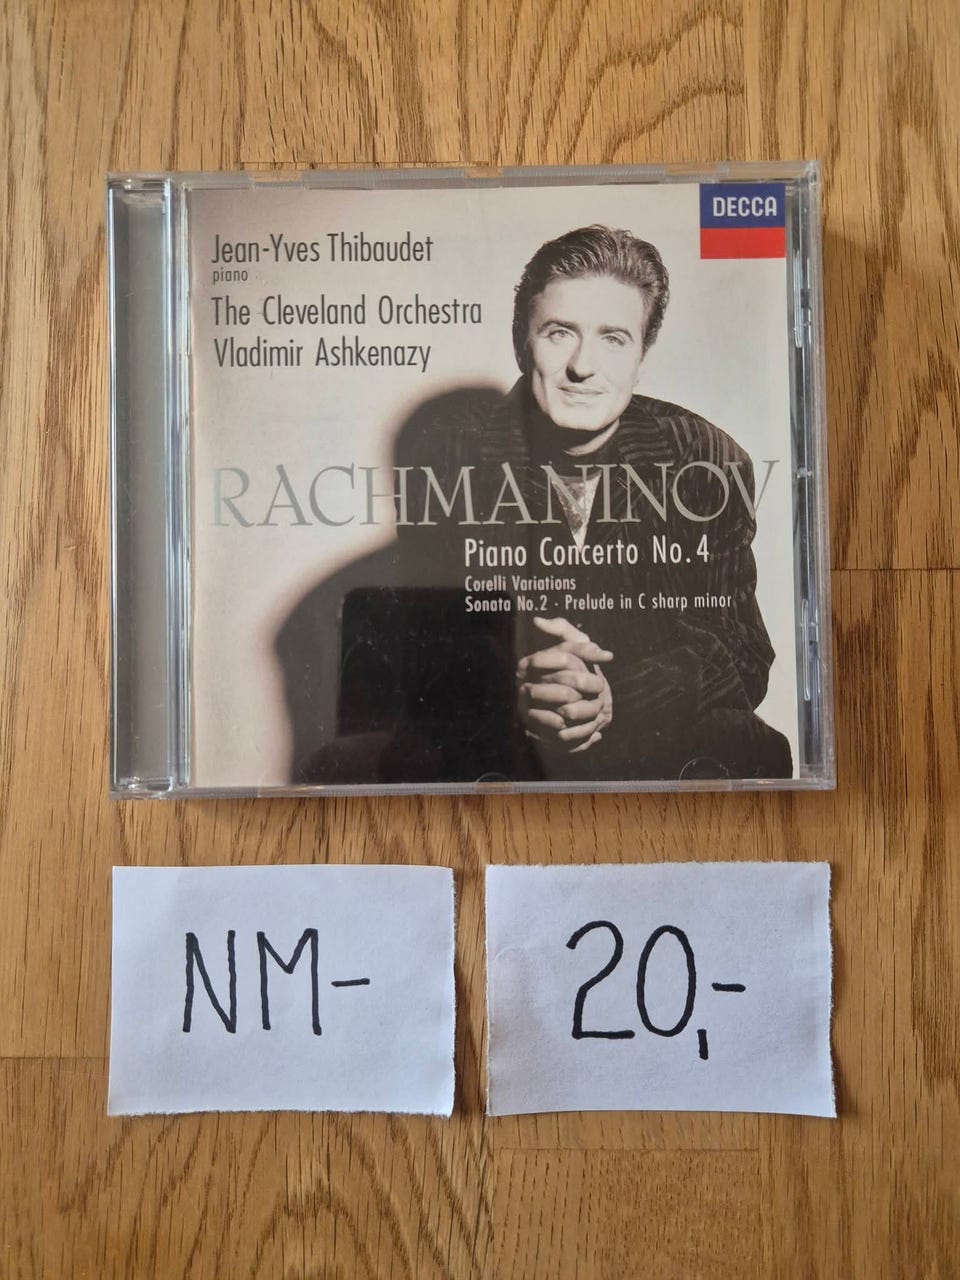 DECCA
Jean-Yves Thibaudet
piano
The Cleveland Orchestra
Vladimir Ashkenazy
RACHMANINOV
Piano Concerto No.4
Corelli Variations
Sonata No.2 · Prelude in C sharp minor
NM-
20,-